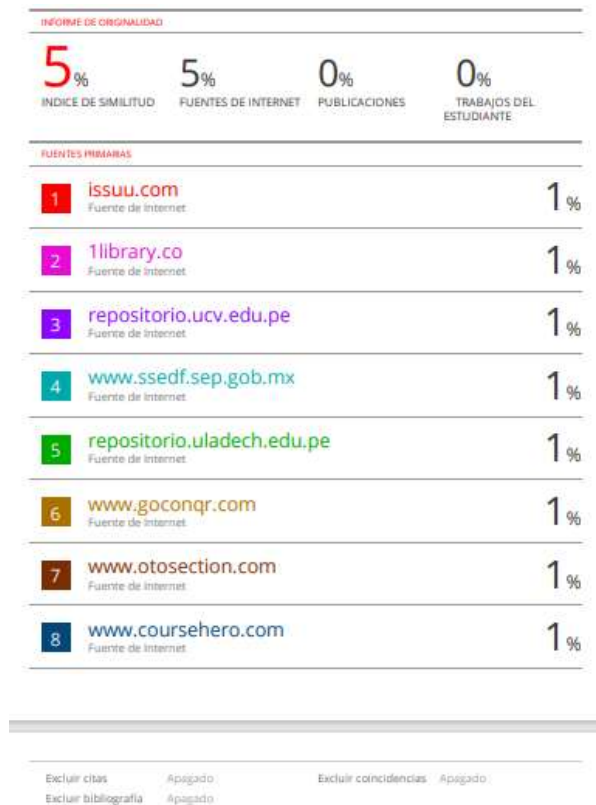 INFORME DE ORIGINALIDAD
5% 5% 0% 0%
INDICE DE SIMILITUD FUENTES DE INTERNET PUBLICACIONES TRABAJOS DEL
ESTUDIANTE
FUENTES PRIMARIAS
1 issuu.com 1%
Fuente de Internet
2 1library.co 1%
Fuente de Internet
3 repositorio.ucv.edu.pe 1%
Fuente de Internet
4 www.ssedf.sep.gob.mx 1%
Fuente de Internet
5 repositorio.uladech.edu.pe 1%
Fuente de Internet
6 www.goconqr.com 1%
Fuente de Internet
7 www.otosection.com 1%
Fuente de Internet
8 www.coursehero.com 1%
Fuente de Internet
Excluir citas Apagado Excluir coincidencias Apagado
Excluir bibliografía Apagado